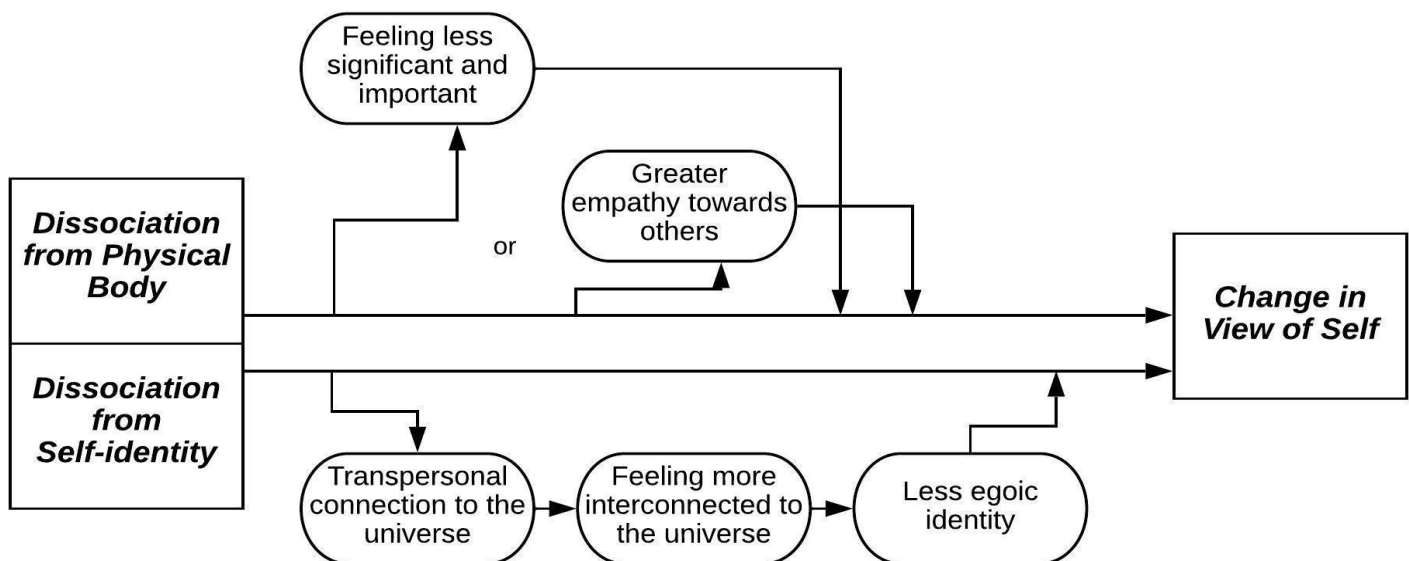 Feeling less
significant and
important
Greater
empathy towards
others
or
Dissociation
from Physical
Body
Dissociation
from
Self-identity
Change in
View of Self
Transpersonal
connection to the
universe
Feeling more
interconnected to
the universe
Less egoic
identity